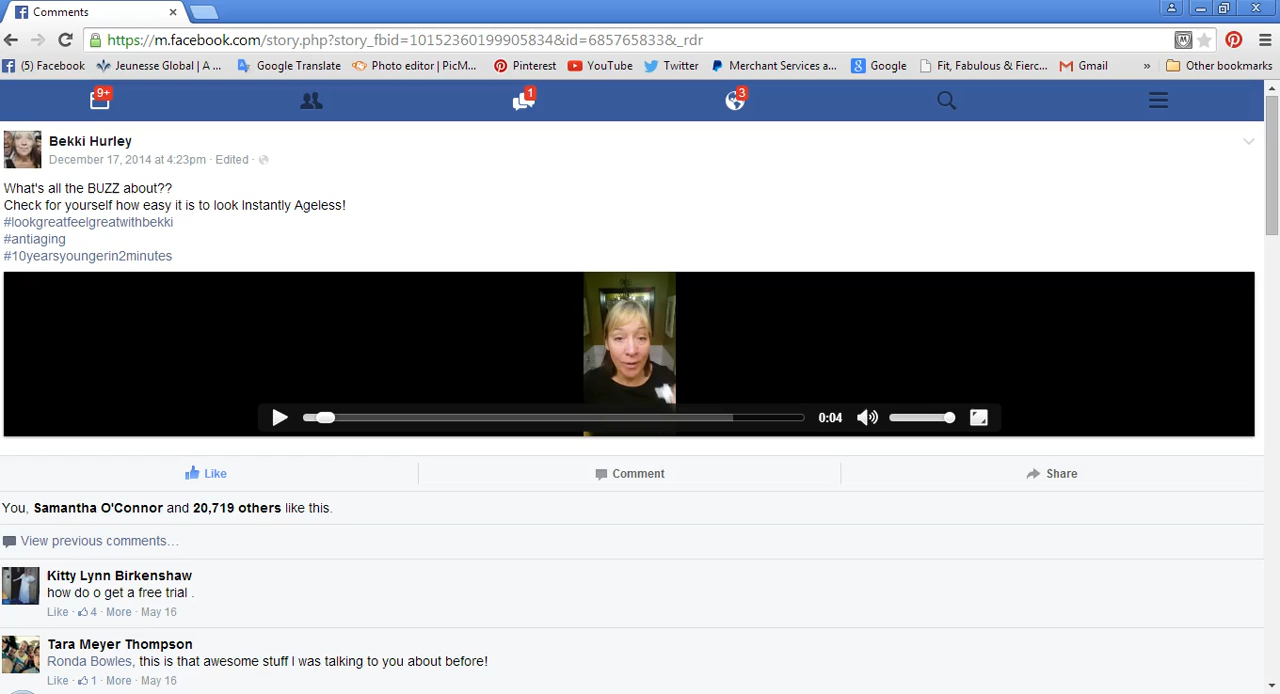 Comments
https://m.facebook.com/story.php?story_fbid=10152360199905834&id=685765833&_rdr
(5) Facebook Jeunesse Global | A ... Google Translate Photo editor | PicM... Pinterest YouTube Twitter Merchant Services a... Google Fit, Fabulous & Fierc... Gmail » Other bookmarks
9+ 1 3
Bekki Hurley
December 17, 2014 at 4:23pm · Edited ·
What's all the BUZZ about??
Check for yourself how easy it is to look Instantly Ageless!
#lookgreatfeelgreatwithbekki
#antiaging
#10yearsyoungerin2minutes
0:04
Like Comment Share
You, Samantha O'Connor and 20,719 others like this.
View previous comments…
Kitty Lynn Birkenshaw
how do o get a free trial .
Like · 4 · More · May 16
Tara Meyer Thompson
Ronda Bowles, this is that awesome stuff I was talking to you about before!
Like · 1 · More · May 16